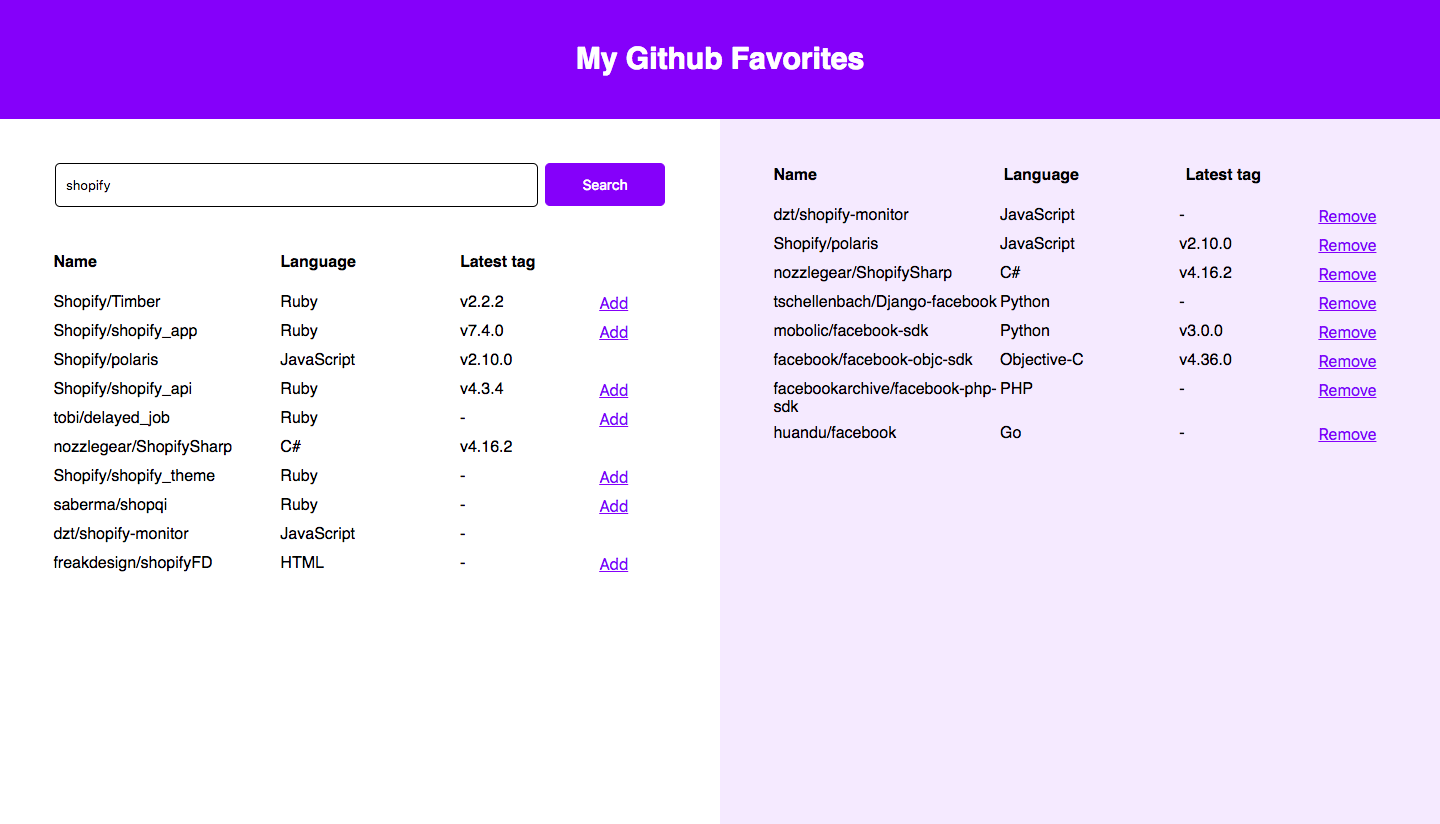 My Github Favorites
shopify
Search
Name Language Latest tag
Shopify/Timber Ruby v2.2.2 Add
Shopify/shopify_app Ruby v7.4.0 Add
Shopify/polaris JavaScript v2.10.0
Shopify/shopify_api Ruby v4.3.4 Add
tobi/delayed_job Ruby - Add
nozzlegear/ShopifySharp C# v4.16.2
Shopify/shopify_theme Ruby - Add
saberma/shopqi Ruby - Add
dzt/shopify-monitor JavaScript -
freakdesign/shopifyFD HTML - Add
Name Language Latest tag
dzt/shopify-monitor JavaScript - Remove
Shopify/polaris JavaScript v2.10.0 Remove
nozzlegear/ShopifySharp C# v4.16.2 Remove
tschellenbach/Django-facebook Python - Remove
mobolic/facebook-sdk Python v3.0.0 Remove
facebook/facebook-objc-sdk Objective-C v4.36.0 Remove
facebookarchive/facebook-php- PHP - Remove
sdk
huandu/facebook Go - Remove